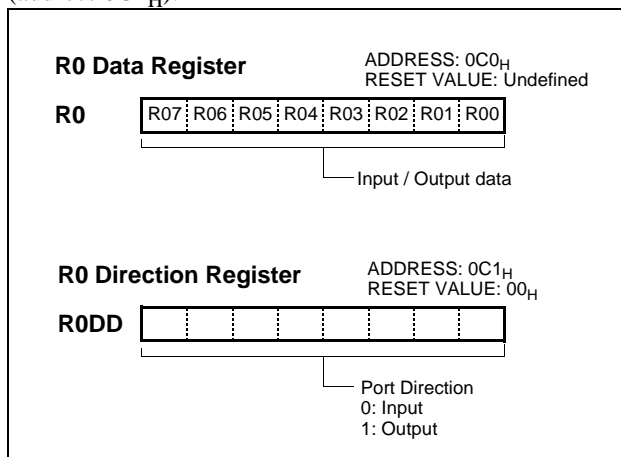 R0 Data Register
ADDRESS: 0C0H
RESET VALUE: Undefined
R0
R07 R06 R05 R04 R03 R02 R01 R00
Input / Output data
R0 Direction Register
ADDRESS: 0C1H
RESET VALUE: 00H
R0DD
Port Direction
0: Input
1: Output